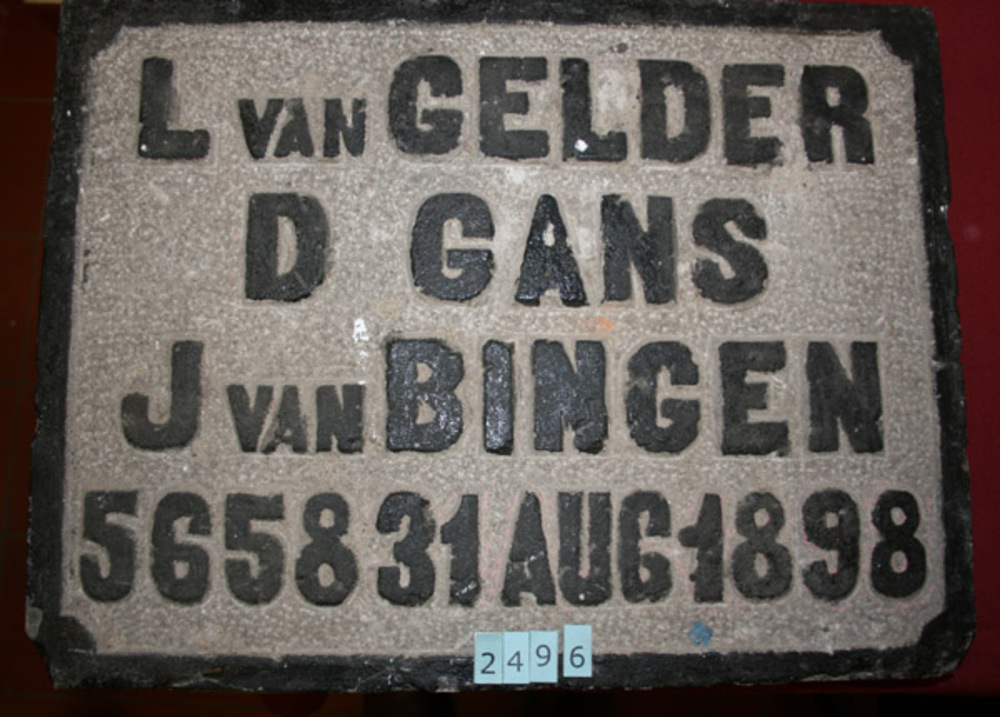 L VAN GELDER
D GANS
J VAN BINGEN
5658 31 AUG 1898
2496